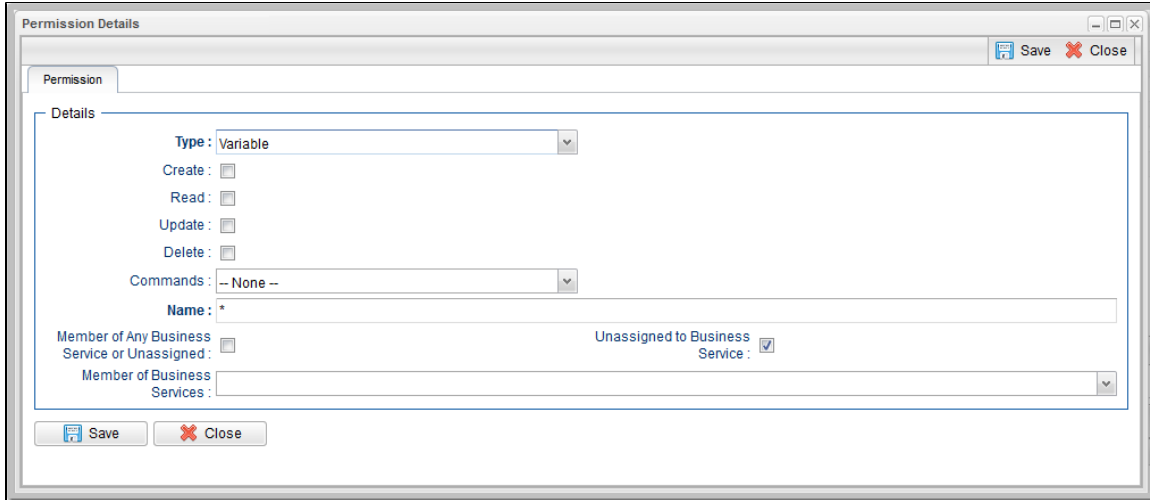 Permission Details
Save Close
Permission
Details
Type : Variable
Create :
Read :
Update :
Delete :
Commands : -- None --
Name : *
Member of Any Business
Service or Unassigned :
Unassigned to Business
Service :
Member of Business
Services :
Save Close